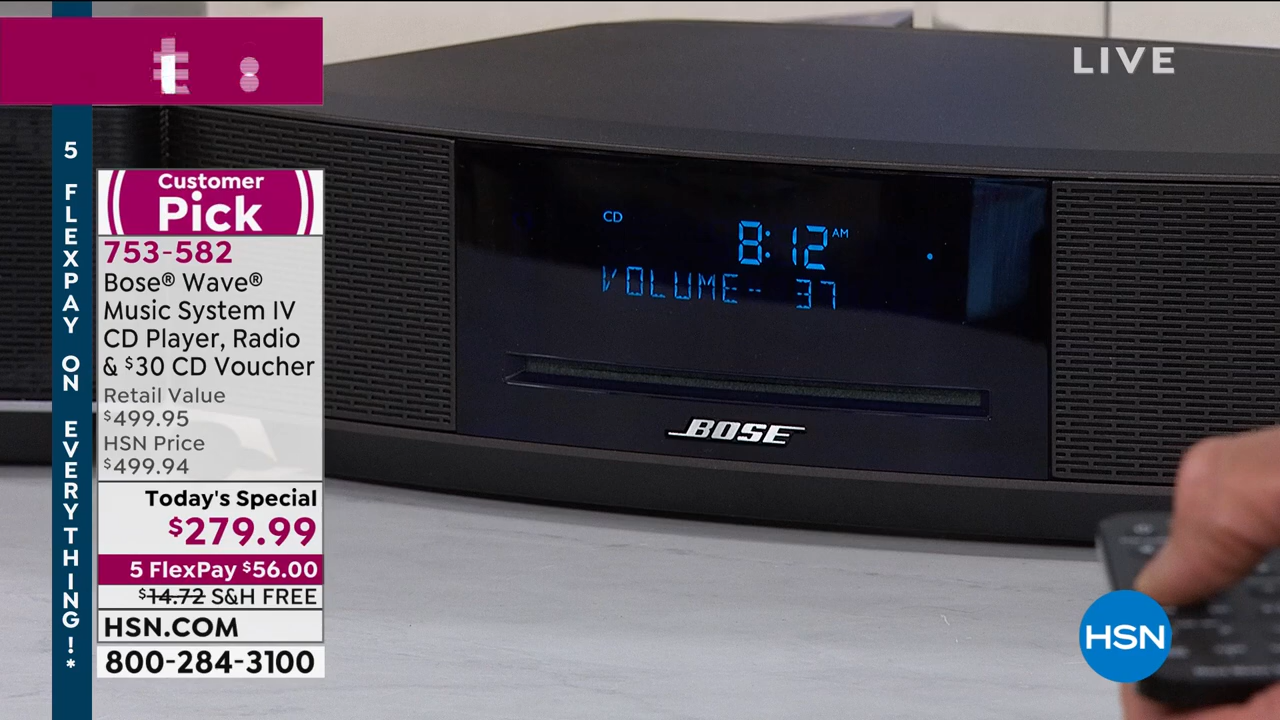 LIVE
5 FLEXPAY ON EVERYTHING!*
Customer
Pick
753-582
Bose® Wave®
Music System IV
CD Player, Radio
& $30 CD Voucher
Retail Value
$499.95
HSN Price
$499.94
Today's Special
$279.99
5 FlexPay $56.00
$14.72 S&H FREE
HSN.COM
800-284-3100
CD
8:12 AM
VOLUME- 37
BOSE
HSN